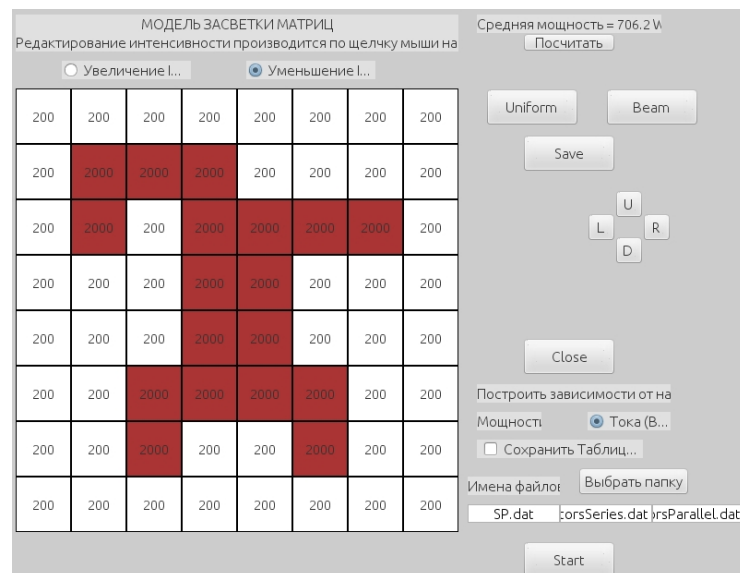 МОДЕЛЬ ЗАСВЕТКИ МАТРИЦ
Редактирование интенсивности производится по щелчку мыши на
Увеличение I... Уменьшение I...
200 200 200 200 200 200 200 200
200 2000 2000 2000 200 200 200 200
200 2000 200 2000 2000 2000 2000 200
200 200 200 2000 2000 200 200 200
200 200 200 2000 2000 200 200 200
200 200 2000 2000 2000 2000 200 200
200 200 2000 200 200 2000 200 200
200 200 200 200 200 200 200 200
Средняя мощность = 706.2 W
Посчитать
Uniform Beam
Save
U
L R
D
Close
Построить зависимости от на
Мощности Тока (В...
Сохранить Таблиц...
Имена файлов Выбрать папку
SP.dat corsSeries.dat orsParallel.dat
Start